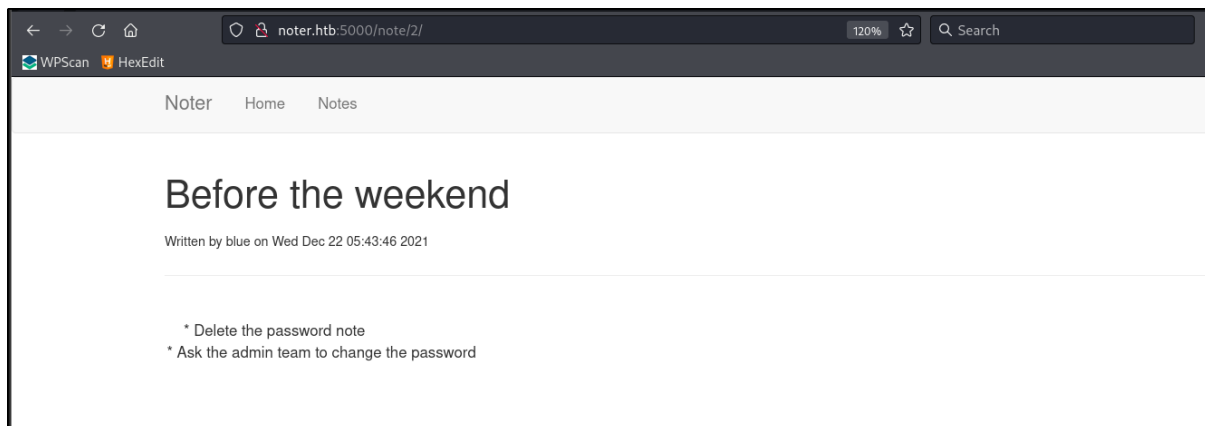 noter.htb:5000/note/2/ 120% Search
WPScan HexEdit
Noter Home Notes
Before the weekend
Written by blue on Wed Dec 22 05:43:46 2021
* Delete the password note
* Ask the admin team to change the password